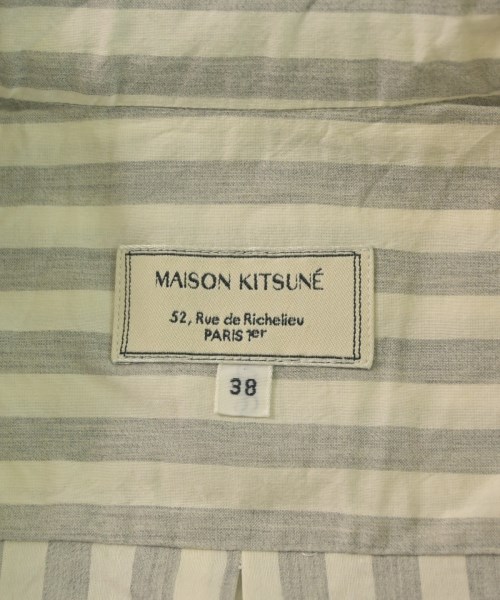 MAISON KITSUNÉ
52, Rue de Richelieu
PARIS 1er
38